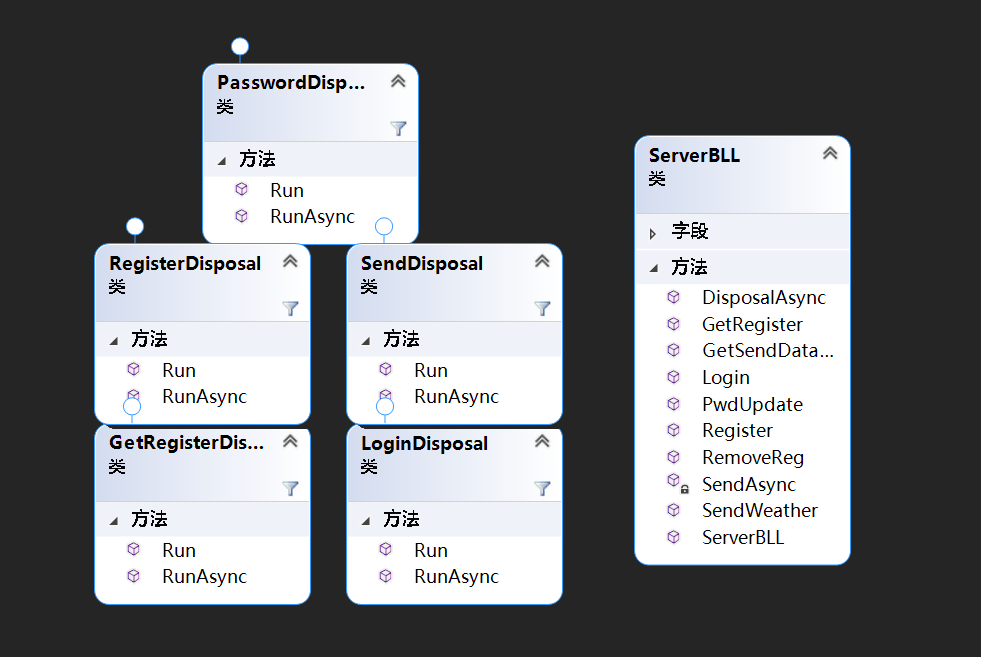 PasswordDisp...
类
方法
Run
RunAsync
RegisterDisposal
类
方法
Run
RunAsync
SendDisposal
类
方法
Run
RunAsync
GetRegisterDis...
类
方法
Run
RunAsync
LoginDisposal
类
方法
Run
RunAsync
ServerBLL
类
字段
方法
DisposalAsync
GetRegister
GetSendData...
Login
PwdUpdate
Register
RemoveReg
SendAsync
SendWeather
ServerBLL